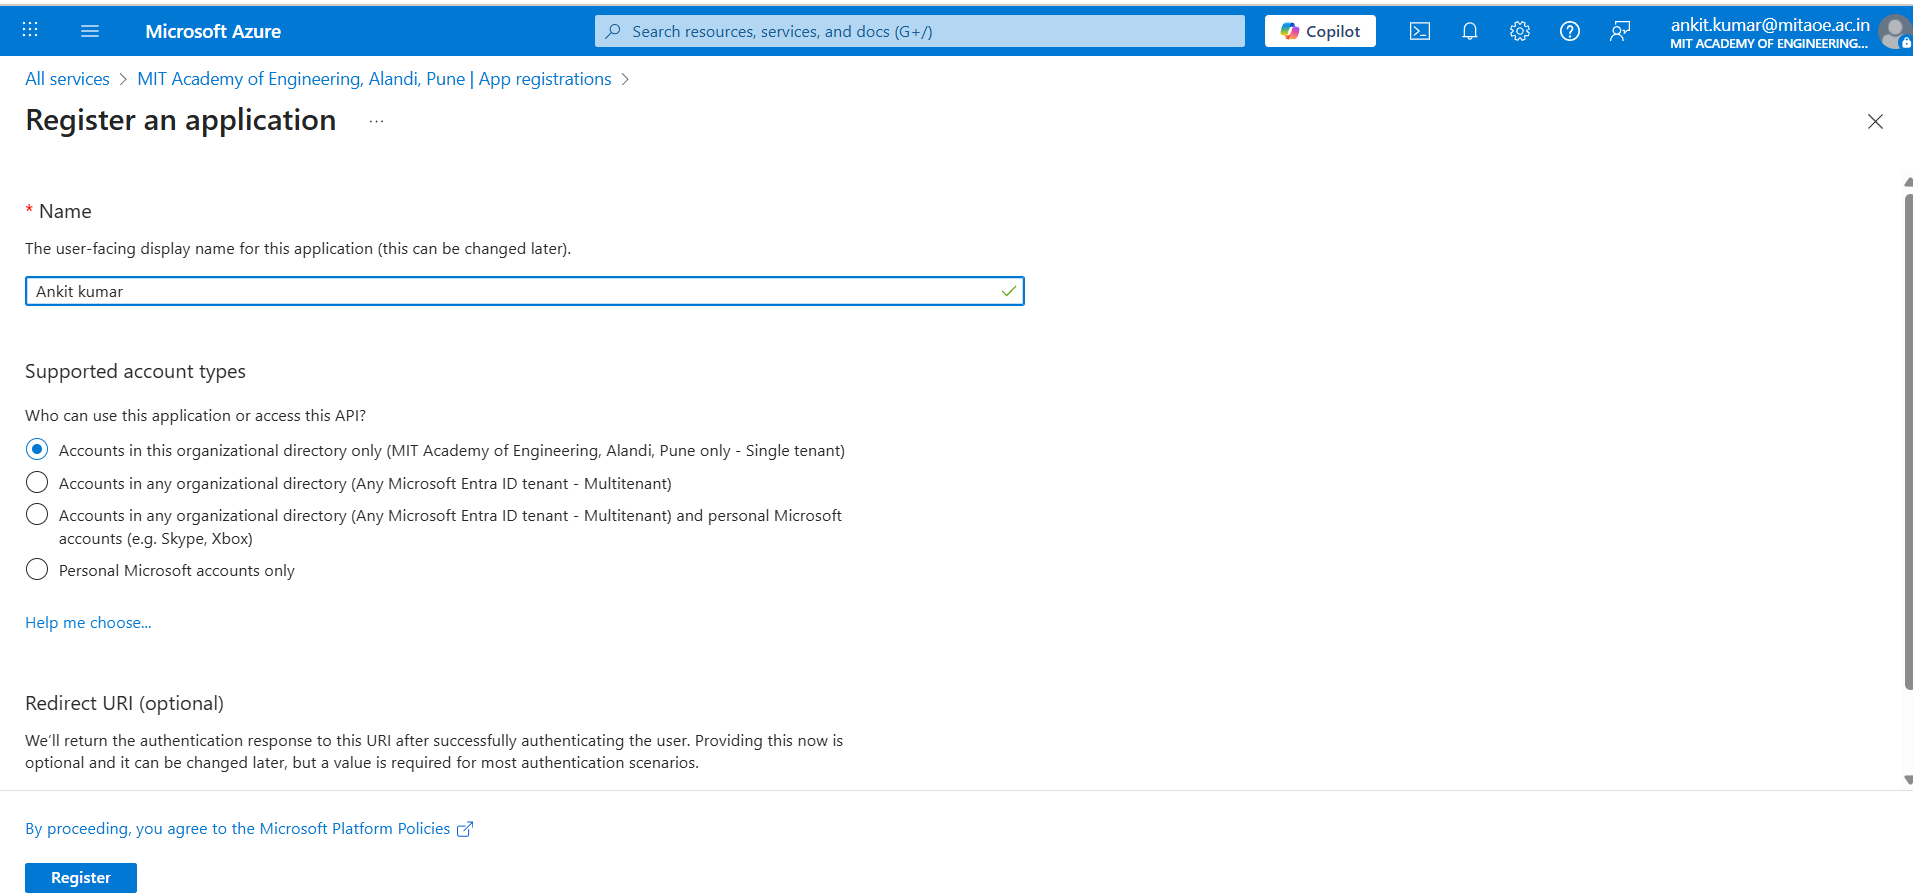 Microsoft Azure
Search resources, services, and docs (G+/)
Copilot
ankit.kumar@mitaoe.ac.in
MIT ACADEMY OF ENGINEERING...
All services > MIT Academy of Engineering, Alandi, Pune | App registrations >
Register an application ...
* Name
The user-facing display name for this application (this can be changed later).
Ankit kumar
Supported account types
Who can use this application or access this API?
Accounts in this organizational directory only (MIT Academy of Engineering, Alandi, Pune only - Single tenant)
Accounts in any organizational directory (Any Microsoft Entra ID tenant - Multitenant)
Accounts in any organizational directory (Any Microsoft Entra ID tenant - Multitenant) and personal Microsoft
accounts (e.g. Skype, Xbox)
Personal Microsoft accounts only
Help me choose...
Redirect URI (optional)
We'll return the authentication response to this URI after successfully authenticating the user. Providing this now is
optional and it can be changed later, but a value is required for most authentication scenarios.
By proceeding, you agree to the Microsoft Platform Policies
Register